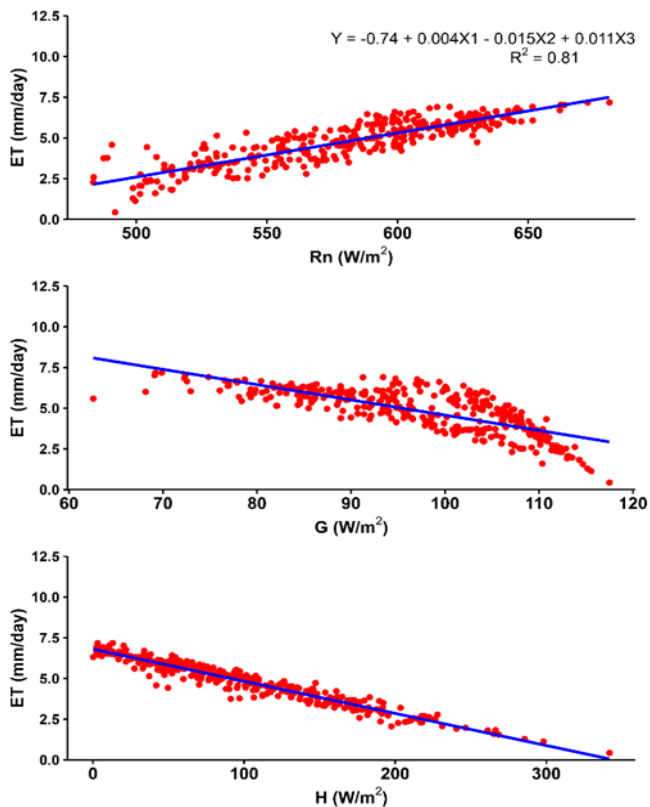 Y = -0.74 + 0.004X1 - 0.015X2 + 0.011X3
R² = 0.81
12.5
10.0
7.5
5.0
2.5
0.0
ET (mm/day)
500 550 600 650
Rn (W/m²)
12.5
10.0
7.5
5.0
2.5
0.0
ET (mm/day)
60 70 80 90 100 110 120
G (W/m²)
12.5
10.0
7.5
5.0
2.5
0.0
ET (mm/day)
0 100 200 300
H (W/m²)